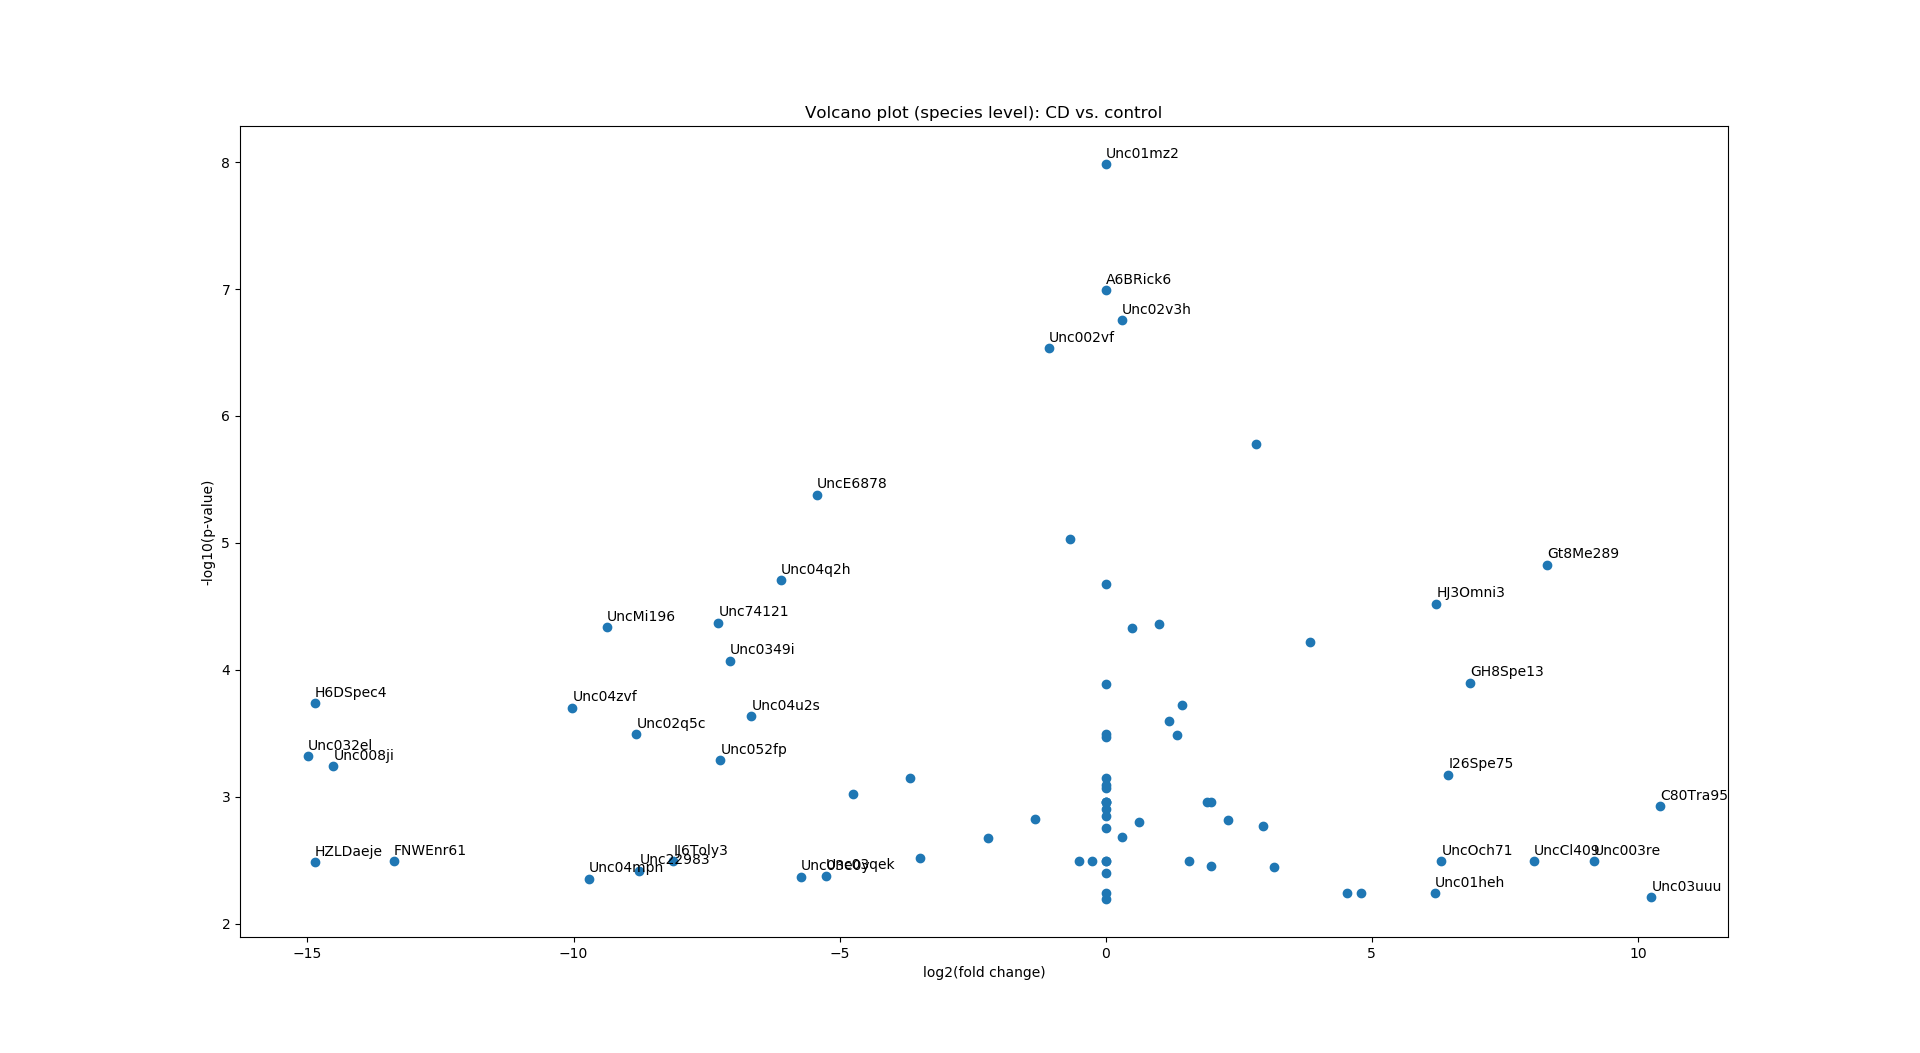 Volcano plot (species level): CD vs. control
8
7
6
5
4
3
2
-log10(p-value)
Unc01mz2
A6BRick6
Unc02v3h
Unc002vf
UncE6878
Gt8Me289
Unc04q2h
HJ3Omni3
Unc74121
UncMi196
Unc0349i
GH8Spe13
H6DSpec4
Unc04zvf
Unc04u2s
Unc02q5c
Unc032el
Unc052fp
Unc008ji
I26Spe75
C80Tra95
HZLDaeje
FNWEnr61
JJ6Toly3
UncOch71
UncCl409
Unc003re
Unc22983
Unc04mph
Unc01heh
Unc03uuu
−15
−10
−5
0
5
10
log2(fold change)